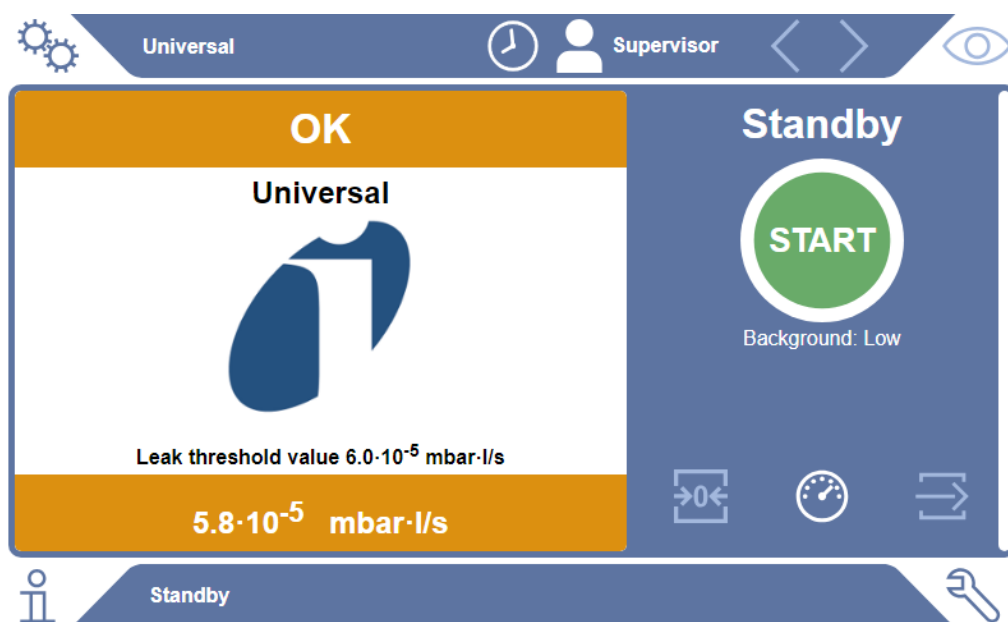 Universal
Supervisor
OK
Universal
Leak threshold value 6.0·10⁻⁵ mbar·l/s
5.8·10⁻⁵ mbar·l/s
Standby
START
Background: Low
→0←
Standby